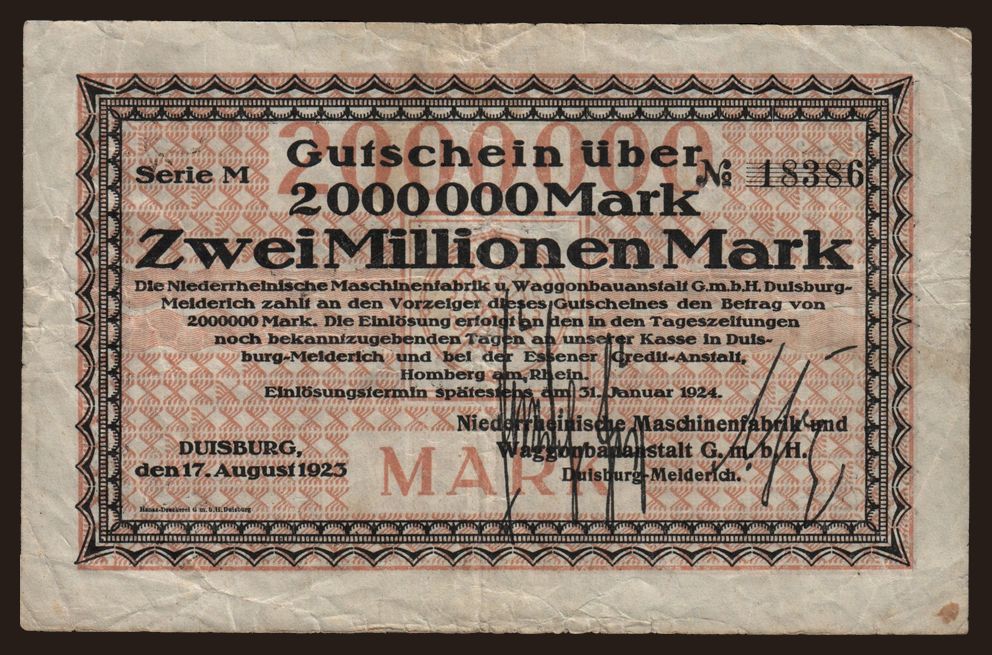 2000000
Gutschein über
Serie M
№ 18386
2000000 Mark
Zwei Millionen Mark
Die Niederrheinische Maschinenfabrik u. Waggonbauanstalt G.m.b.H. Duisburg-
Meiderich zahlt an den Vorzeiger dieses Gutscheines den Betrag von
2000000 Mark. Die Einlösung erfolgt an den in den Tageszeitungen
noch bekanntzugebenden Tagen an unserer Kasse in Duis-
burg-Meiderich und bei der Essener Credit-Anstalt,
Homberg am Rhein.
Einlösungstermin spätestens am 31. Januar 1924.
Niederrheinische Maschinenfabrik und
Waggonbauanstalt G. m. b. H.
Duisburg-Meiderich.
DUISBURG,
den 17. August 1923
MARK
Hansa-Druckerei G m. b. H. Duisburg